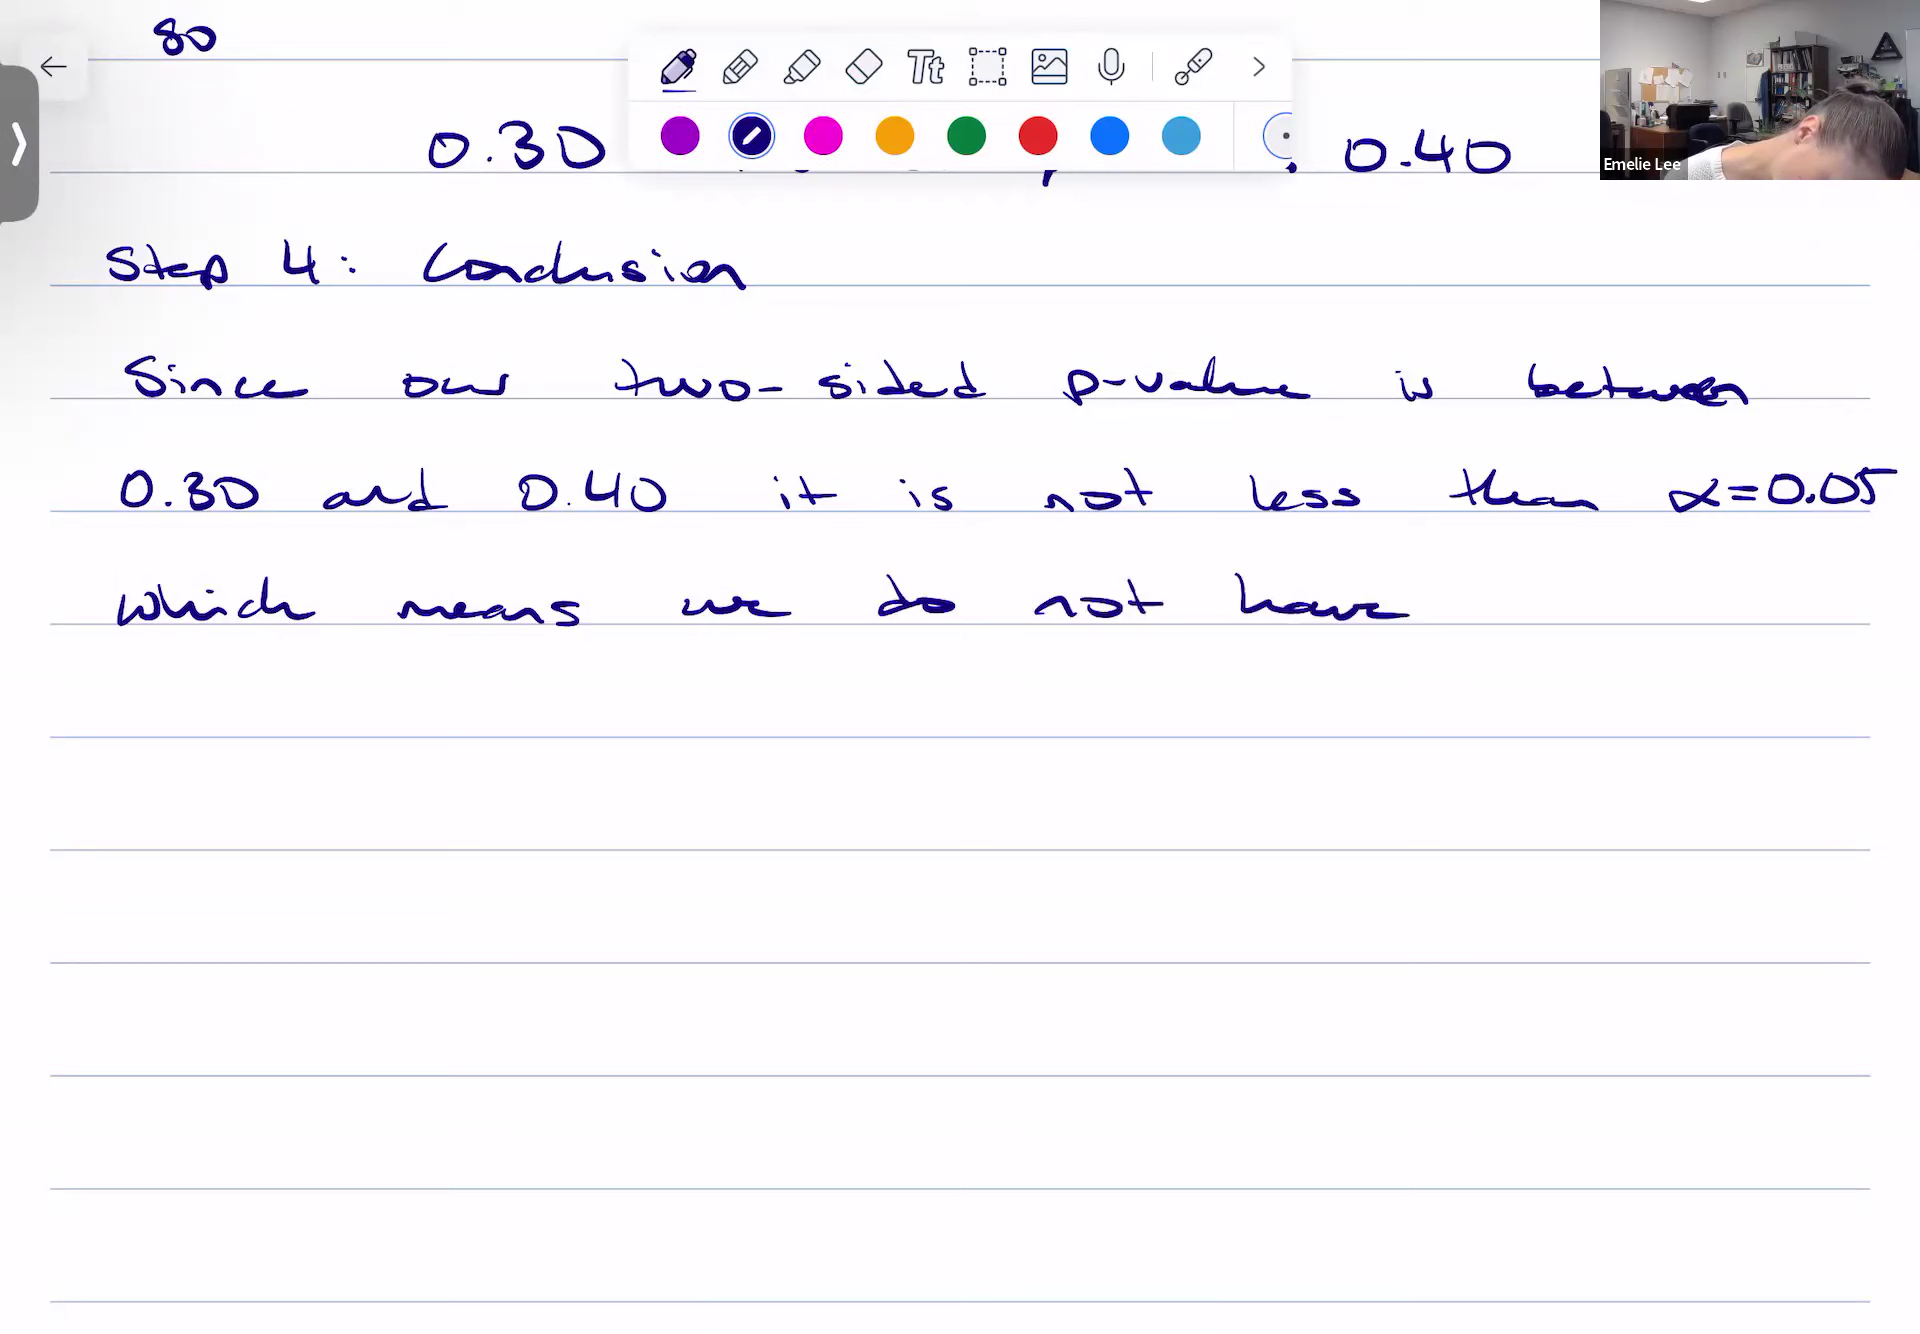 80
0.30 0.40
Tt
Emelie Lee
Step 4: Conclusion
Since our two-sided p-value is between
0.30 and 0.40 it is not less than α=0.05
which means we do not have